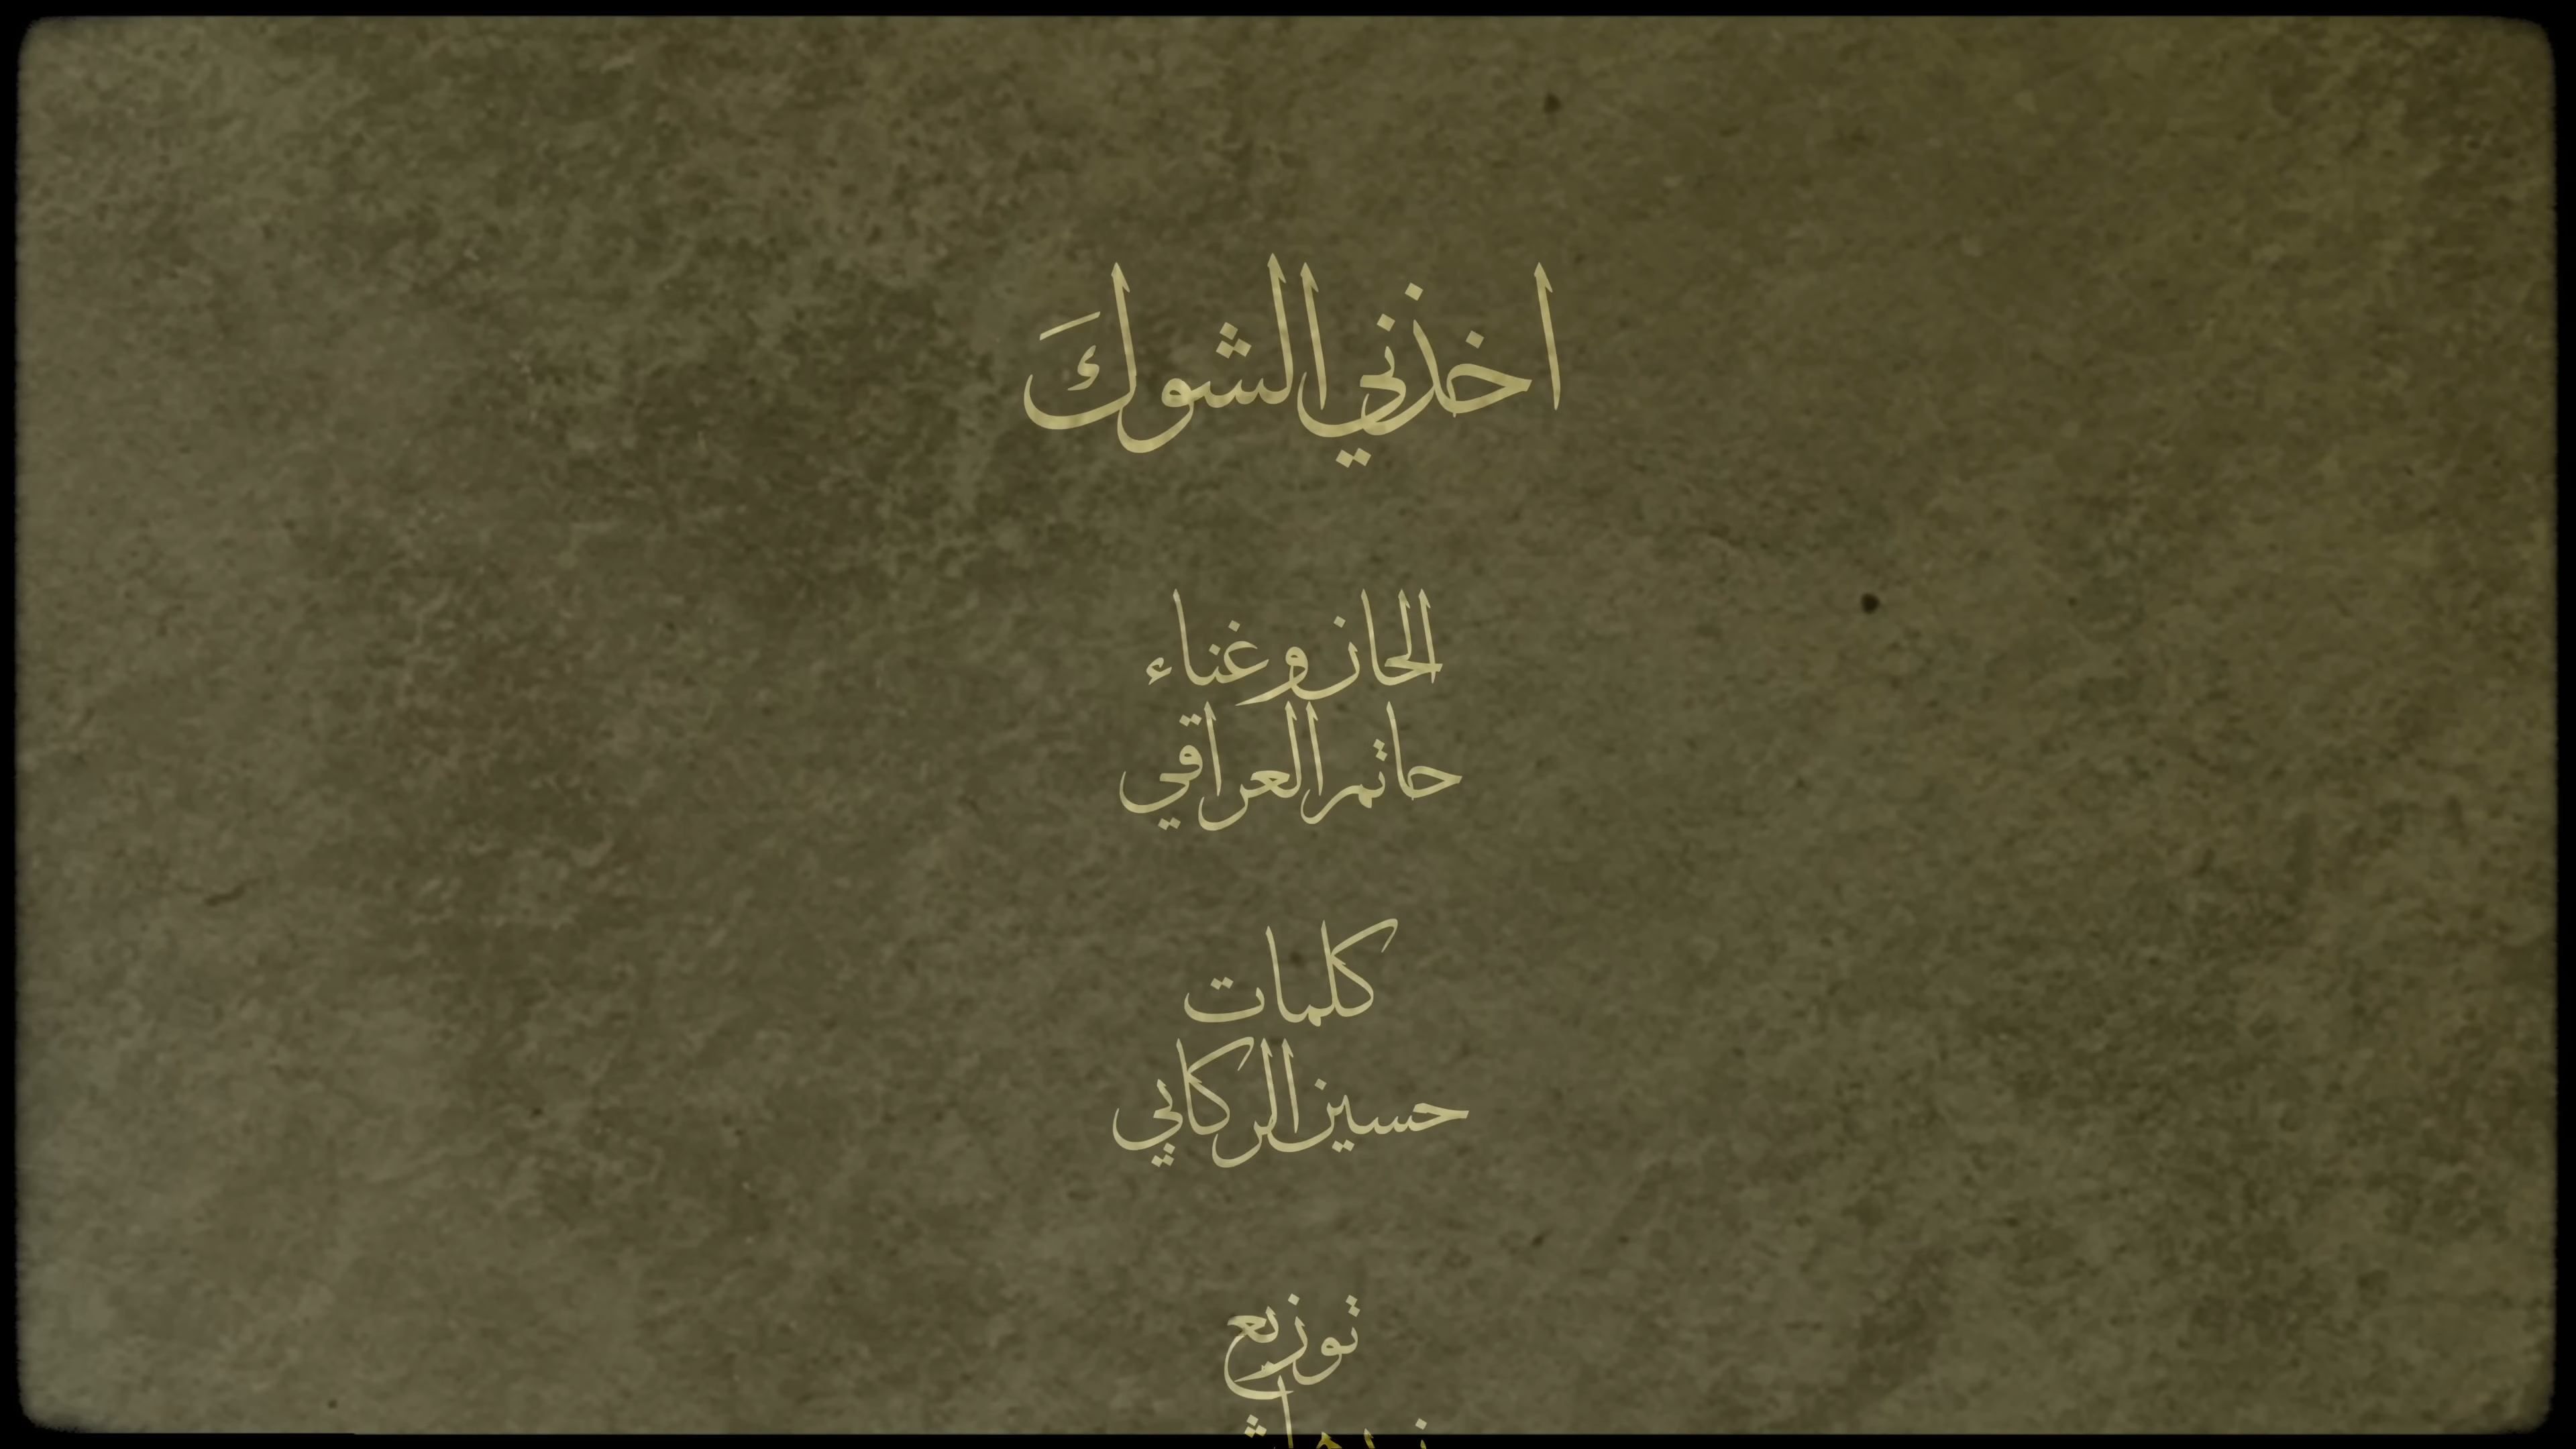 اخذني الشوك
الحان وغناء
حاتم العراقي
كلمات
حسين الركابي
توزيع